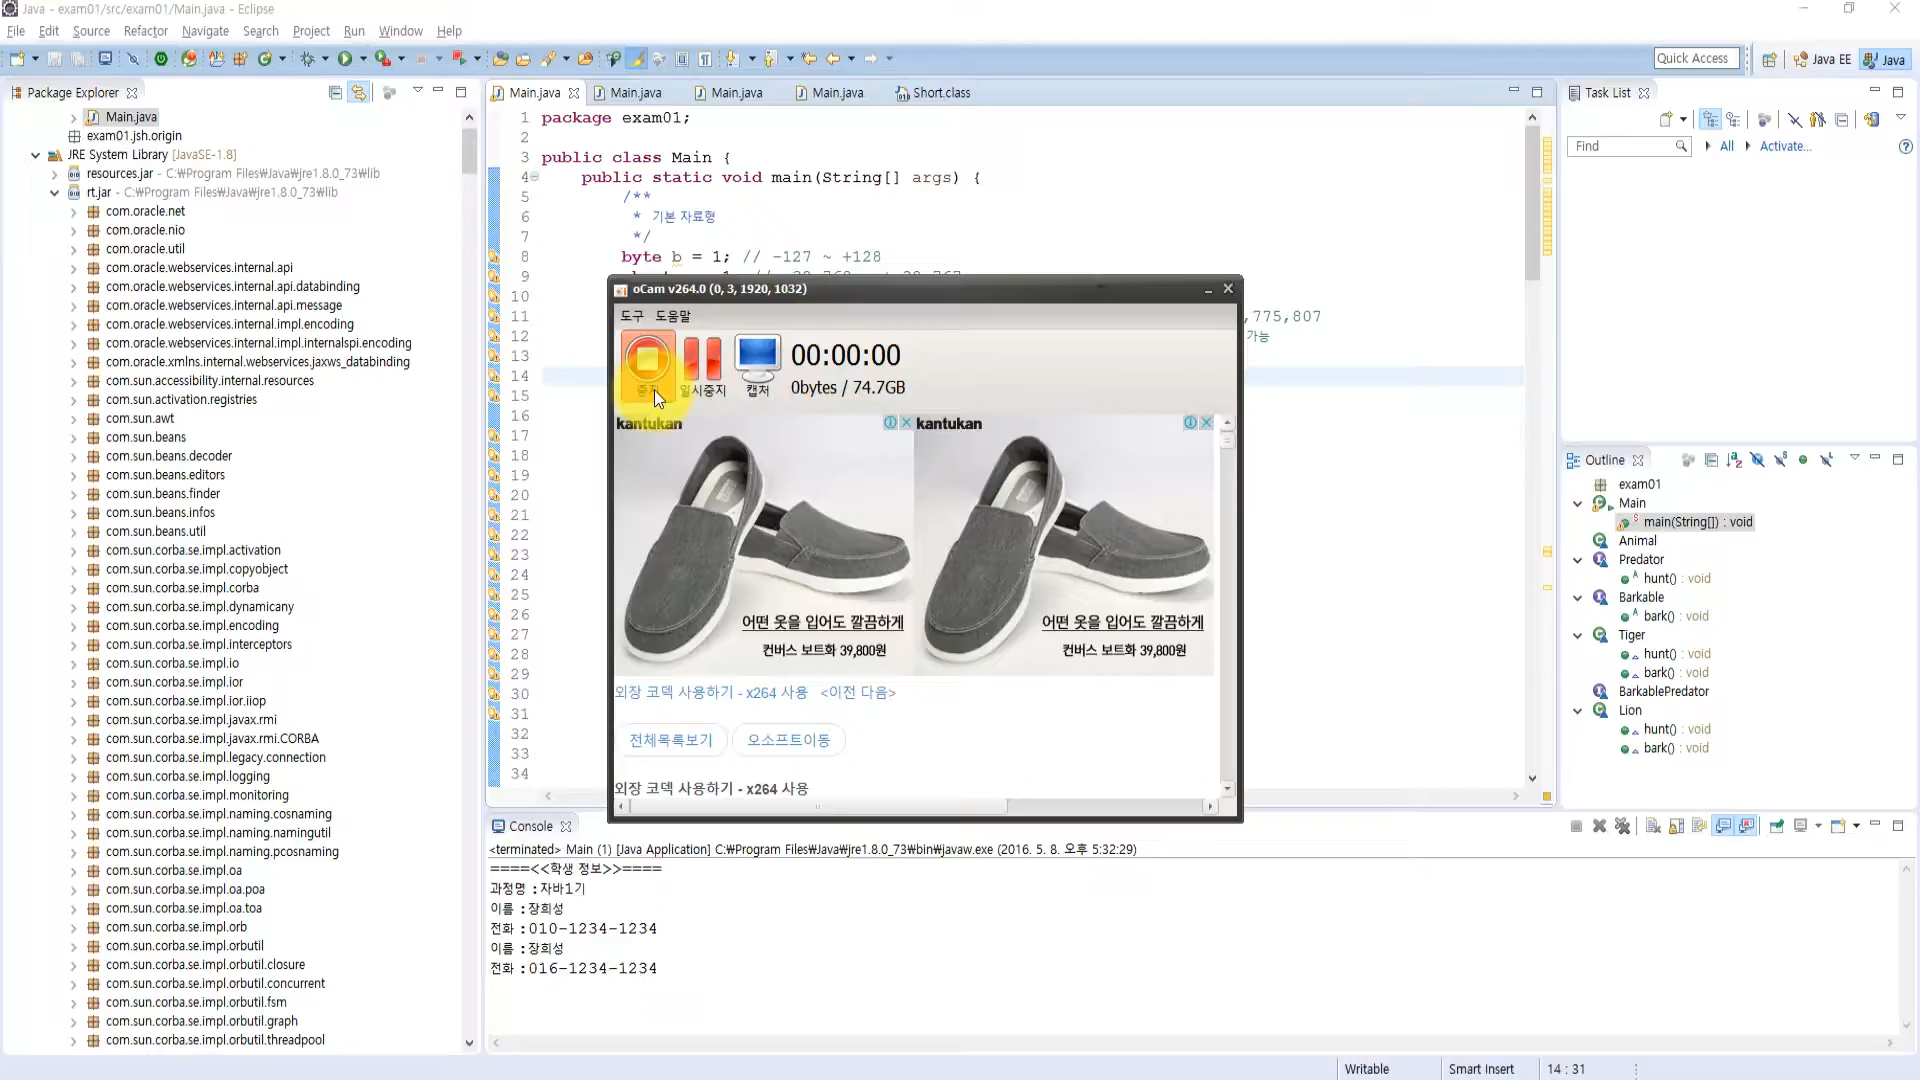 Java - exam01/src/exam01/Main.java - Eclipse
File Edit Source Refactor Navigate Search Project Run Window Help
Quick Access
Java EE
Java
Package Explorer
Main.java
exam01.jsh.origin
JRE System Library [JavaSE-1.8]
resources.jar - C:₩Program Files₩Java₩jre1.8.0_73₩lib
rt.jar - C:₩Program Files₩Java₩jre1.8.0_73₩lib
com.oracle.net
com.oracle.nio
com.oracle.util
com.oracle.webservices.internal.api
com.oracle.webservices.internal.api.databinding
com.oracle.webservices.internal.api.message
com.oracle.webservices.internal.impl.encoding
com.oracle.webservices.internal.impl.internalspi.encoding
com.oracle.xmlns.internal.webservices.jaxws_databinding
com.sun.accessibility.internal.resources
com.sun.activation.registries
com.sun.awt
com.sun.beans
com.sun.beans.decoder
com.sun.beans.editors
com.sun.beans.finder
com.sun.beans.infos
com.sun.beans.util
com.sun.corba.se.impl.activation
com.sun.corba.se.impl.copyobject
com.sun.corba.se.impl.corba
com.sun.corba.se.impl.dynamicany
com.sun.corba.se.impl.encoding
com.sun.corba.se.impl.interceptors
com.sun.corba.se.impl.io
com.sun.corba.se.impl.ior
com.sun.corba.se.impl.ior.iiop
com.sun.corba.se.impl.javax.rmi
com.sun.corba.se.impl.javax.rmi.CORBA
com.sun.corba.se.impl.legacy.connection
com.sun.corba.se.impl.logging
com.sun.corba.se.impl.monitoring
com.sun.corba.se.impl.naming.cosnaming
com.sun.corba.se.impl.naming.namingutil
com.sun.corba.se.impl.naming.pcosnaming
com.sun.corba.se.impl.oa
com.sun.corba.se.impl.oa.poa
com.sun.corba.se.impl.oa.toa
com.sun.corba.se.impl.orb
com.sun.corba.se.impl.orbutil
com.sun.corba.se.impl.orbutil.closure
com.sun.corba.se.impl.orbutil.concurrent
com.sun.corba.se.impl.orbutil.fsm
com.sun.corba.se.impl.orbutil.graph
com.sun.corba.se.impl.orbutil.threadpool
Main.java Main.java Main.java Main.java Short.class
1 package exam01;
2
3 public class Main {
4 public static void main(String[] args) {
5 /**
6 * 기본 자료형
7 */
8 byte b = 1; // -127 ~ +128
9
10
11 ,775,807
12 가능
13
14
15
16
17
18
19
20
21
22
23
24
25
26
27
28
29
30
31
32
33
34
oCam v264.0 (0, 3, 1920, 1032)
도구 도움말
중지 일시중지 캡처
00:00:00
0bytes / 74.7GB
kantukan
어떤 옷을 입어도 깔끔하게
컨버스 보트화 39,800원
kantukan
어떤 옷을 입어도 깔끔하게
컨버스 보트화 39,800원
외장 코덱 사용하기 - x264 사용 <이전 다음>
전체목록보기 오소프트이동
외장 코덱 사용하기 - x264 사용
Console
<terminated> Main (1) [Java Application] C:₩Program Files₩Java₩jre1.8.0_73₩bin₩javaw.exe (2016. 5. 8. 오후 5:32:29)
====<<학생 정보>>====
과정명 :자바1기
이름 :장희성
전화 :010-1234-1234
이름 :장희성
전화 :016-1234-1234
Task List
Find
All
Activate...
Outline
exam01
Main
main(String[]) : void
Animal
Predator
hunt() : void
Barkable
bark() : void
Tiger
hunt() : void
bark() : void
BarkablePredator
Lion
hunt() : void
bark() : void
Writable Smart Insert 14 : 31